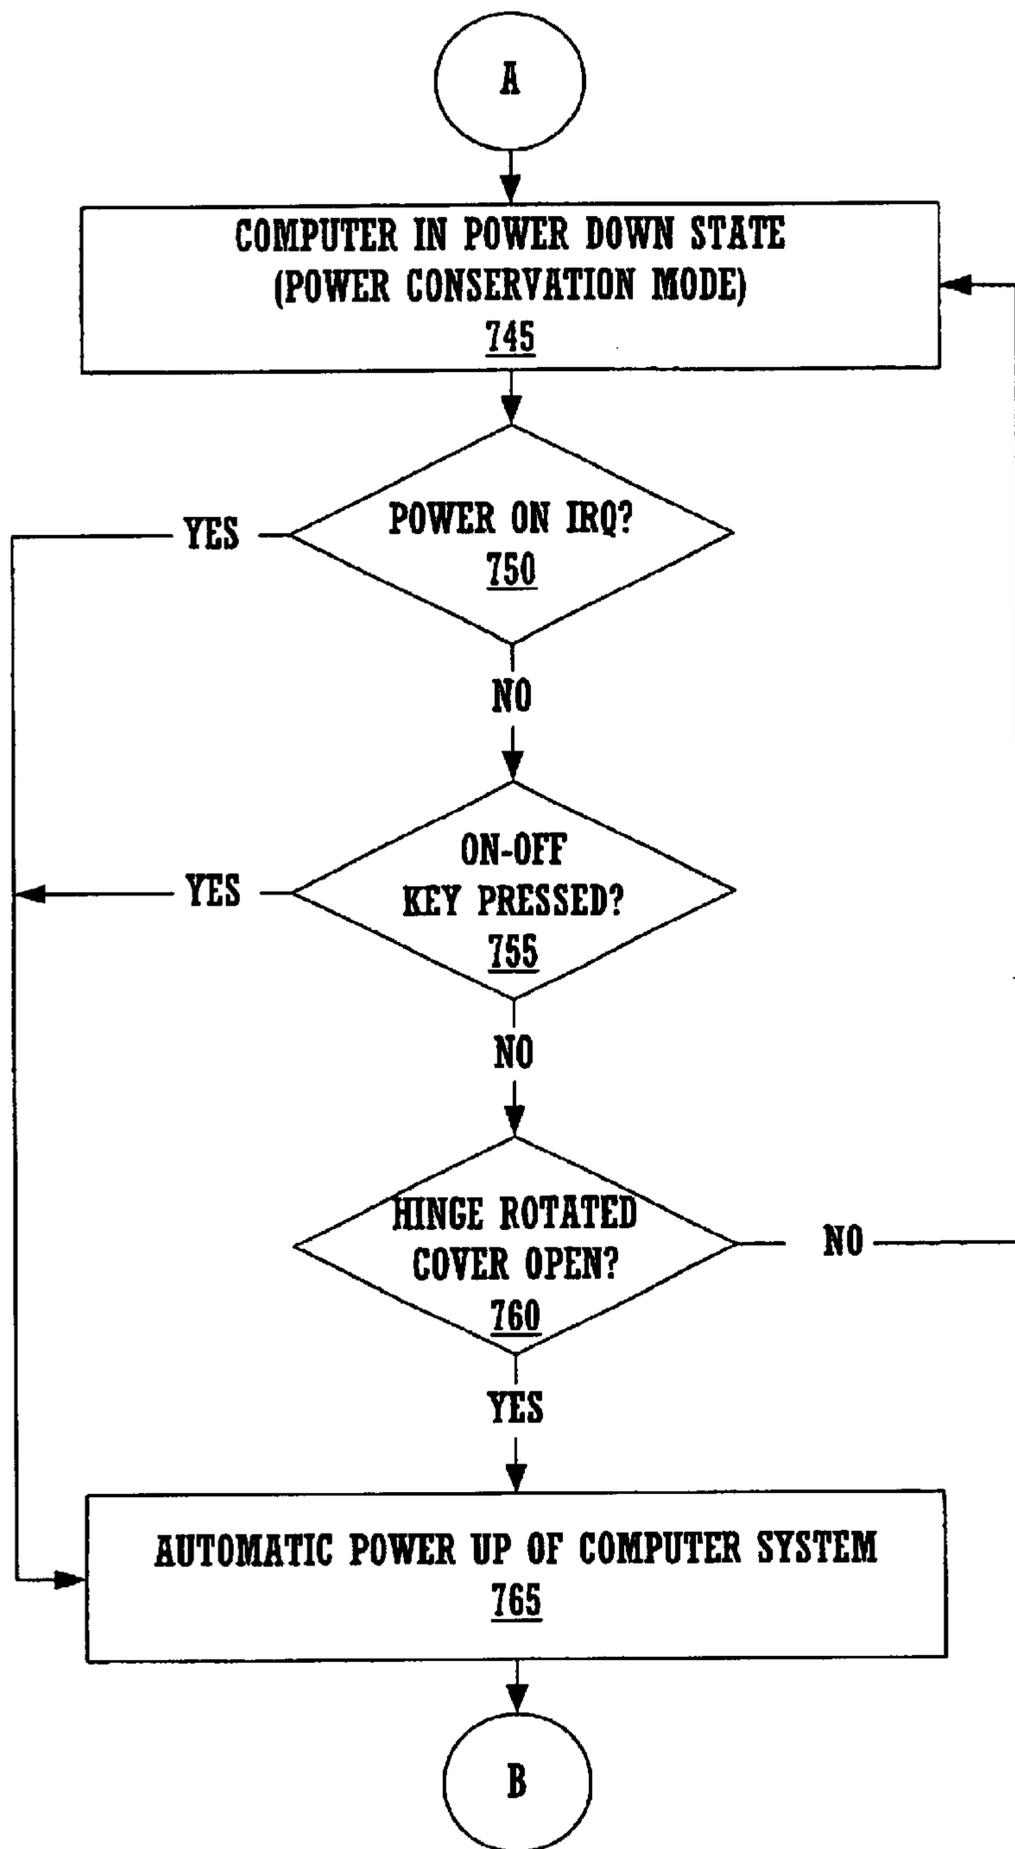 A
COMPUTER IN POWER DOWN STATE
(POWER CONSERVATION MODE)
745
POWER ON IRQ?
750
YES
NO
ON-OFF
KEY PRESSED?
755
YES
NO
HINGE ROTATED
COVER OPEN?
760
NO
YES
AUTOMATIC POWER UP OF COMPUTER SYSTEM
765
B